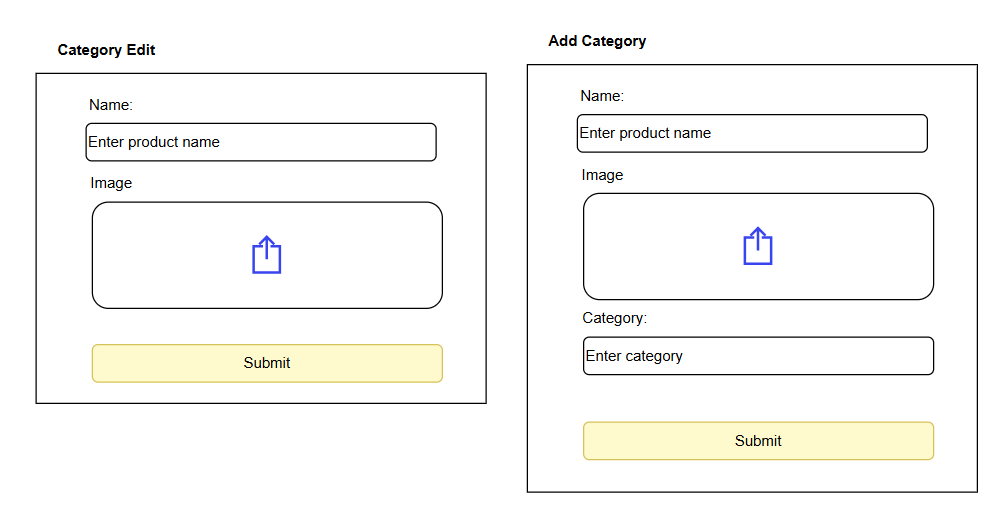 Category Edit
Name:
Enter product name
Image
Submit
Add Category
Name:
Enter product name
Image
Category:
Enter category
Submit